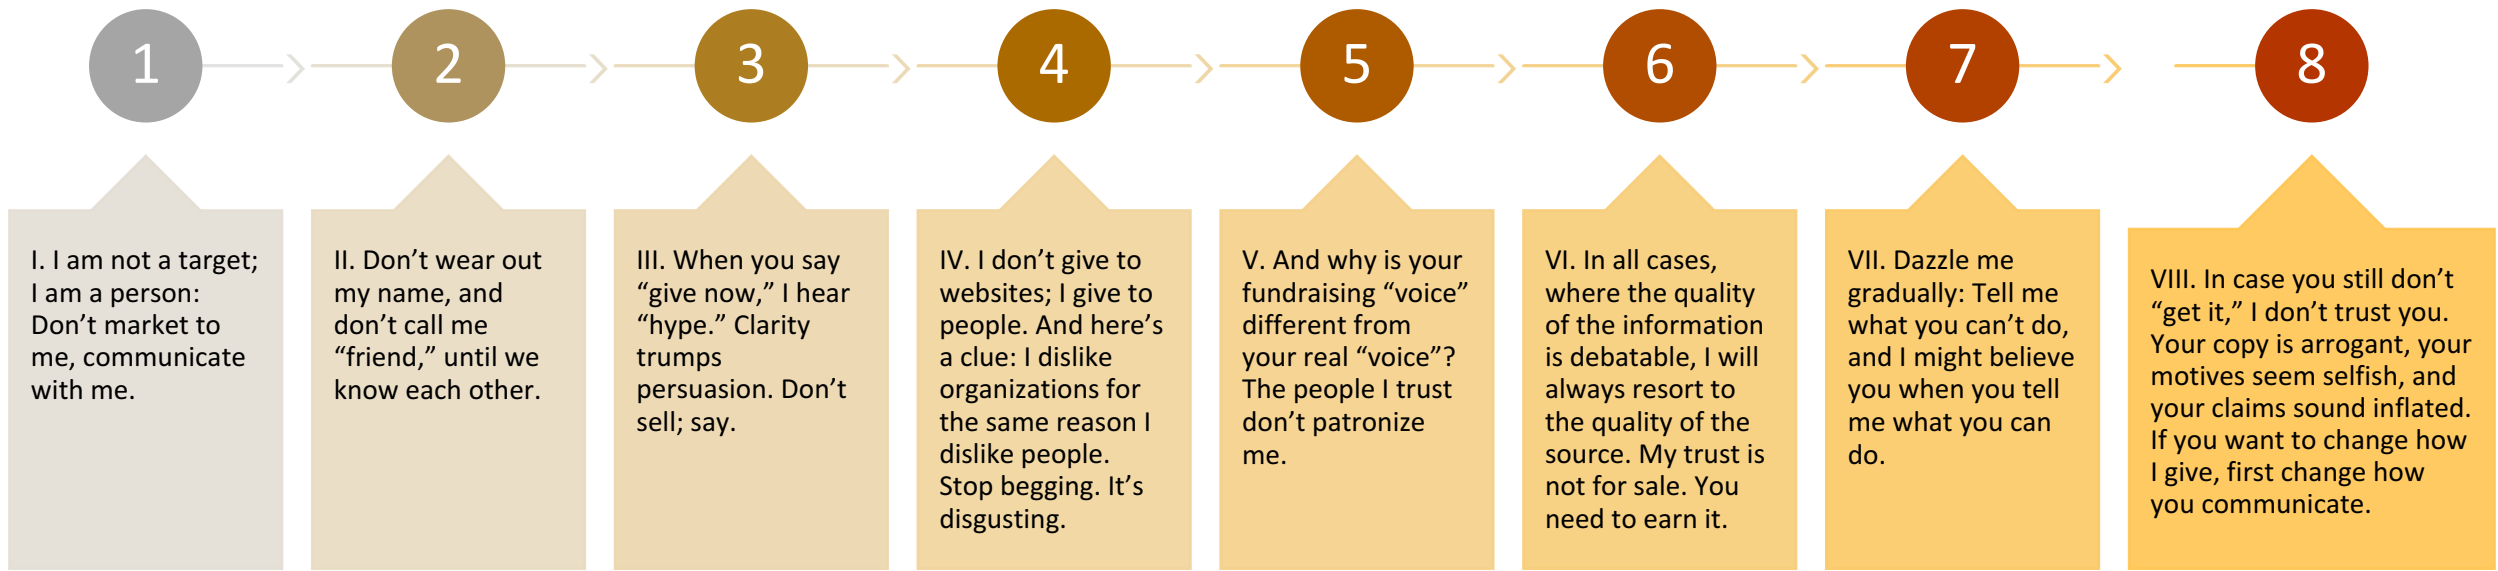 1
2
3
4
5
6
7
8
I. I am not a target;
I am a person:
Don’t market to
me, communicate
with me.
II. Don’t wear out
my name, and
don’t call me
“friend,” until we
know each other.
III. When you say
“give now,” I hear
“hype.” Clarity
trumps
persuasion. Don’t
sell; say.
IV. I don’t give to
websites; I give to
people. And here’s
a clue: I dislike
organizations for
the same reason I
dislike people.
Stop begging. It’s
disgusting.
V. And why is your
fundraising “voice”
different from
your real “voice”?
The people I trust
don’t patronize
me.
VI. In all cases,
where the quality
of the information
is debatable, I will
always resort to
the quality of the
source. My trust is
not for sale. You
need to earn it.
VII. Dazzle me
gradually: Tell me
what you can’t do,
and I might believe
you when you tell
me what you can
do.
VIII. In case you still don’t
“get it,” I don’t trust you.
Your copy is arrogant, your
motives seem selfish, and
your claims sound inflated.
If you want to change how
I give, first change how
you communicate.